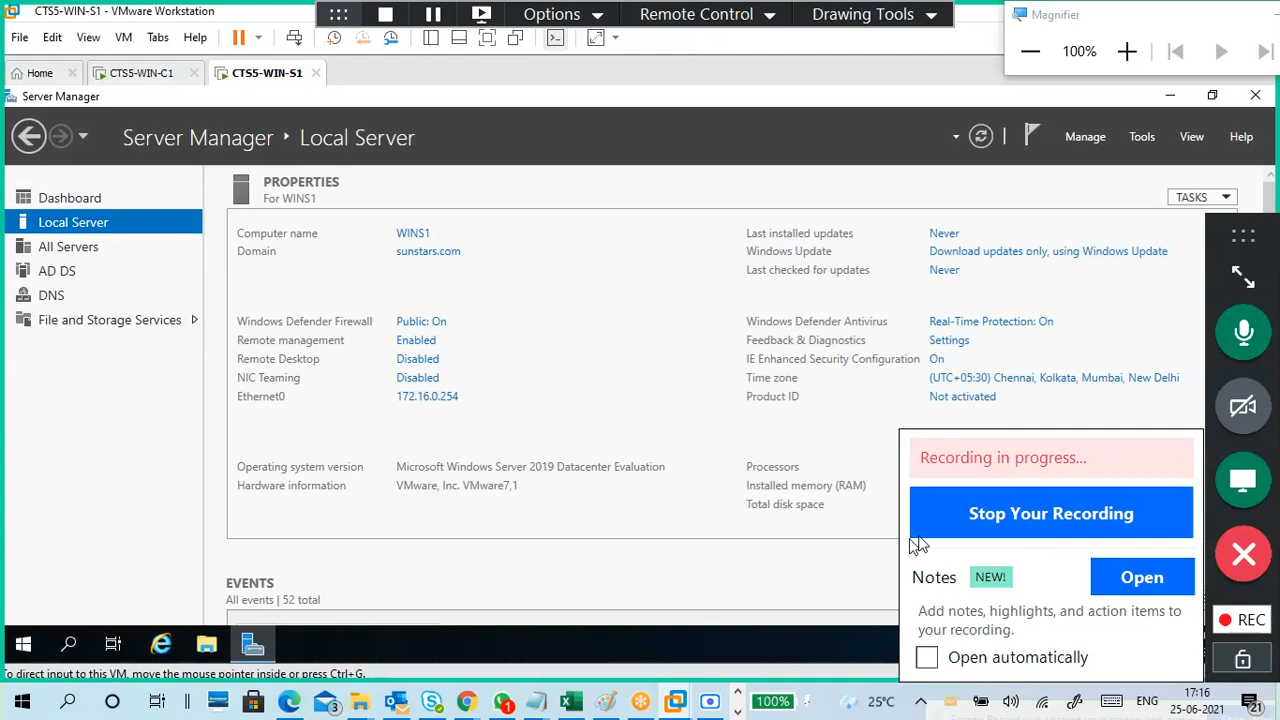 CTS5-WIN-S1 - VMware Workstation
Options
Remote Control
Drawing Tools
Magnifier
File Edit View VM Tabs Help
100%
Home
CTS5-WIN-C1
CTS5-WIN-S1
Server Manager
Server Manager • Local Server
Manage Tools View Help
Dashboard
Local Server
All Servers
AD DS
DNS
File and Storage Services
PROPERTIES
For WINS1
TASKS
Computer name WINS1
Domain sunstars.com
Last installed updates Never
Windows Update Download updates only, using Windows Update
Last checked for updates Never
Windows Defender Firewall Public: On
Remote management Enabled
Remote Desktop Disabled
NIC Teaming Disabled
Ethernet0 172.16.0.254
Windows Defender Antivirus Real-Time Protection: On
Feedback & Diagnostics Settings
IE Enhanced Security Configuration On
Time zone (UTC+05:30) Chennai, Kolkata, Mumbai, New Delhi
Product ID Not activated
Operating system version Microsoft Windows Server 2019 Datacenter Evaluation
Hardware information VMware, Inc. VMware7,1
Processors
Installed memory (RAM)
Total disk space
EVENTS
All events | 52 total
Recording in progress...
Stop Your Recording
Notes NEW! Open
Add notes, highlights, and action items to
your recording.
Open automatically
REC
To direct input to this VM, move the mouse pointer inside or press Ctrl+G.
3
1
100%
25°C
ENG
17:16
25-06-2021
21